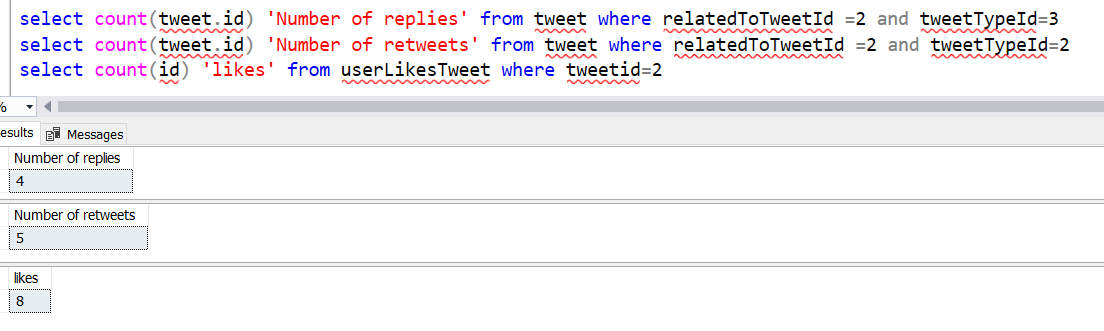 select count(tweet.id) 'Number of replies' from tweet where relatedToTweetId =2 and tweetTypeId=3
select count(tweet.id) 'Number of retweets' from tweet where relatedToTweetId =2 and tweetTypeId=2
select count(id) 'likes' from userLikesTweet where tweetid=2
%
esults Messages
Number of replies
4
Number of retweets
5
likes
8